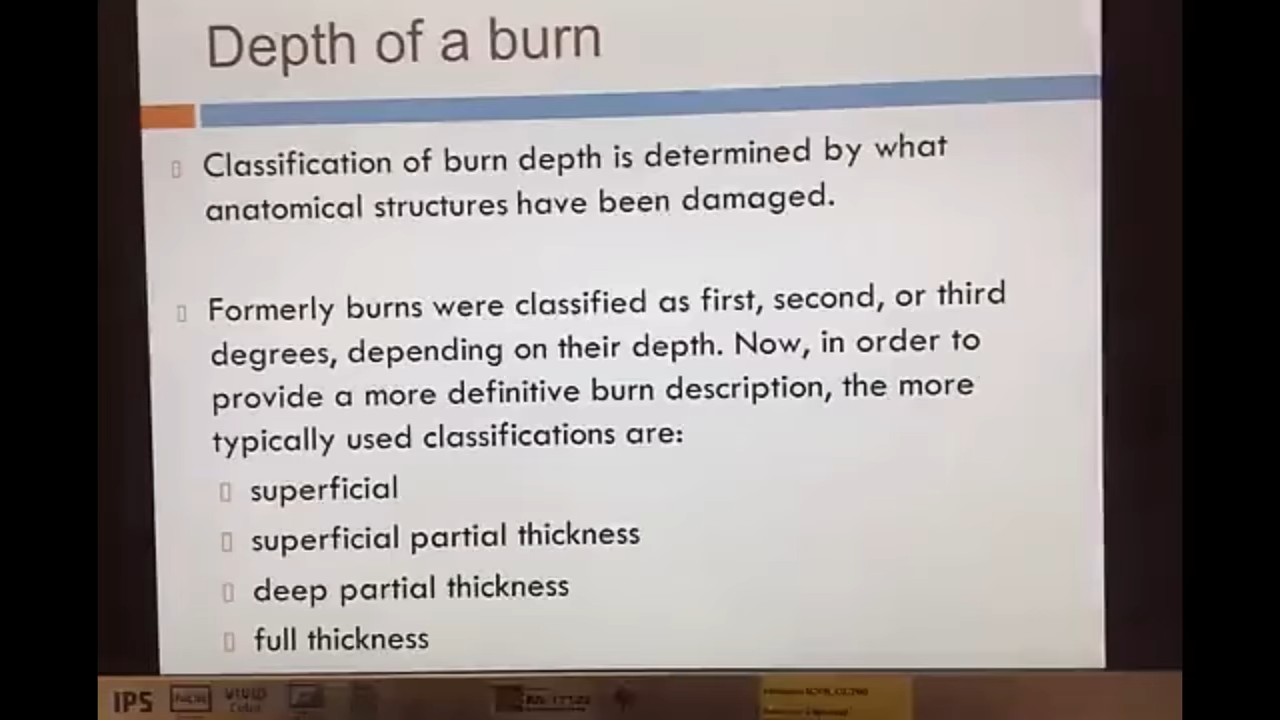 Depth of a burn
Classification of burn depth is determined by what
anatomical structures have been damaged.
Formerly burns were classified as first, second, or third
degrees, depending on their depth. Now, in order to
provide a more definitive burn description, the more
typically used classifications are:
superficial
superficial partial thickness
deep partial thickness
full thickness
IPS